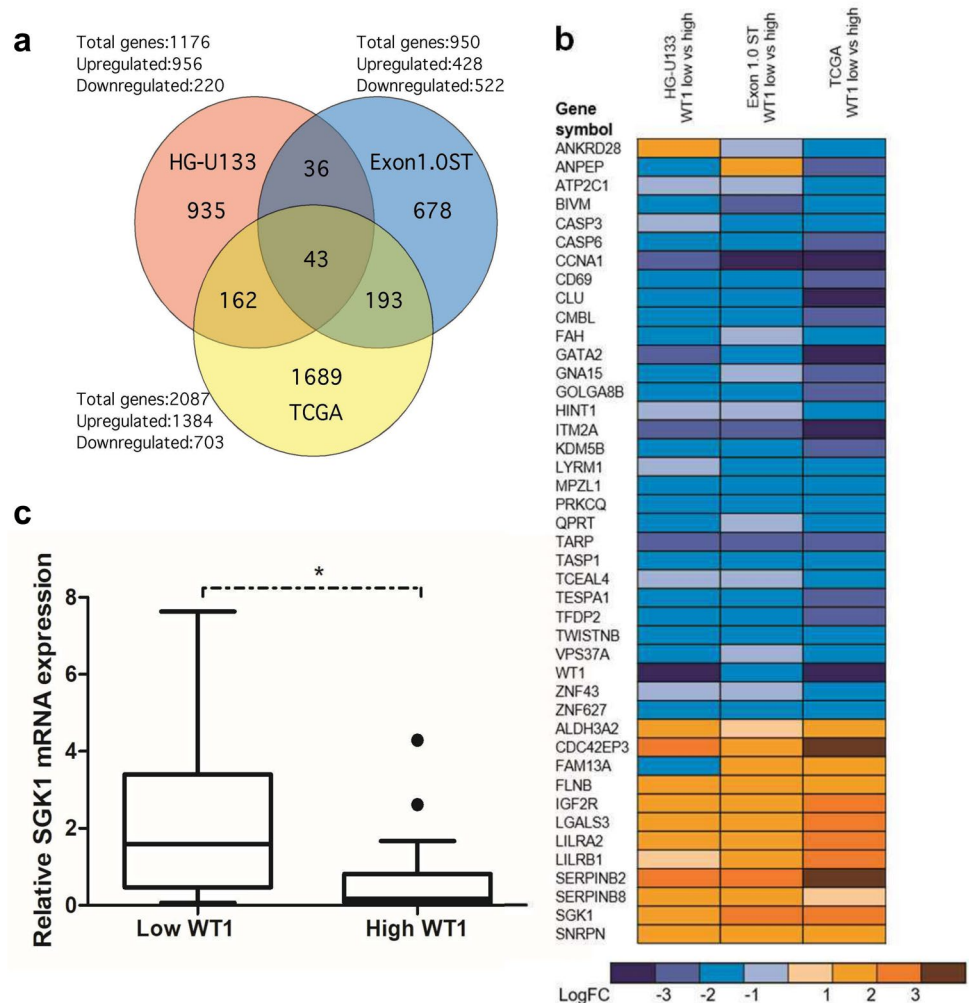 a
Total genes:1176
Upregulated:956
Downregulated:220
Total genes:950
Upregulated:428
Downregulated:522
HG-U133
36
Exon1.0ST
935
678
43
162
193
1689
TCGA
Total genes:2087
Upregulated:1384
Downregulated:703
b
HG-U133
WT1 low vs high
Exon 1.0 ST
WT1 low vs high
TCGA
WT1 low vs high
Gene
symbol
ANKRD28
ANPEP
ATP2C1
BIVM
CASP3
CASP6
CCNA1
CD69
CLU
CMBL
FAH
GATA2
GNA15
GOLGA8B
HINT1
ITM2A
KDM5B
LYRM1
MPZL1
PRKCQ
QPRT
TARP
TASP1
TCEAL4
TESPA1
TFDP2
TWISTNB
VPS37A
WT1
ZNF43
ZNF627
ALDH3A2
CDC42EP3
FAM13A
FLNB
IGF2R
LGALS3
LILRA2
LILRB1
SERPINB2
SERPINB8
SGK1
SNRPN
LogFC -3 -2 -1 1 2 3
c
Relative SGK1 mRNA expression
*
8
6
4
2
0
Low WT1 High WT1